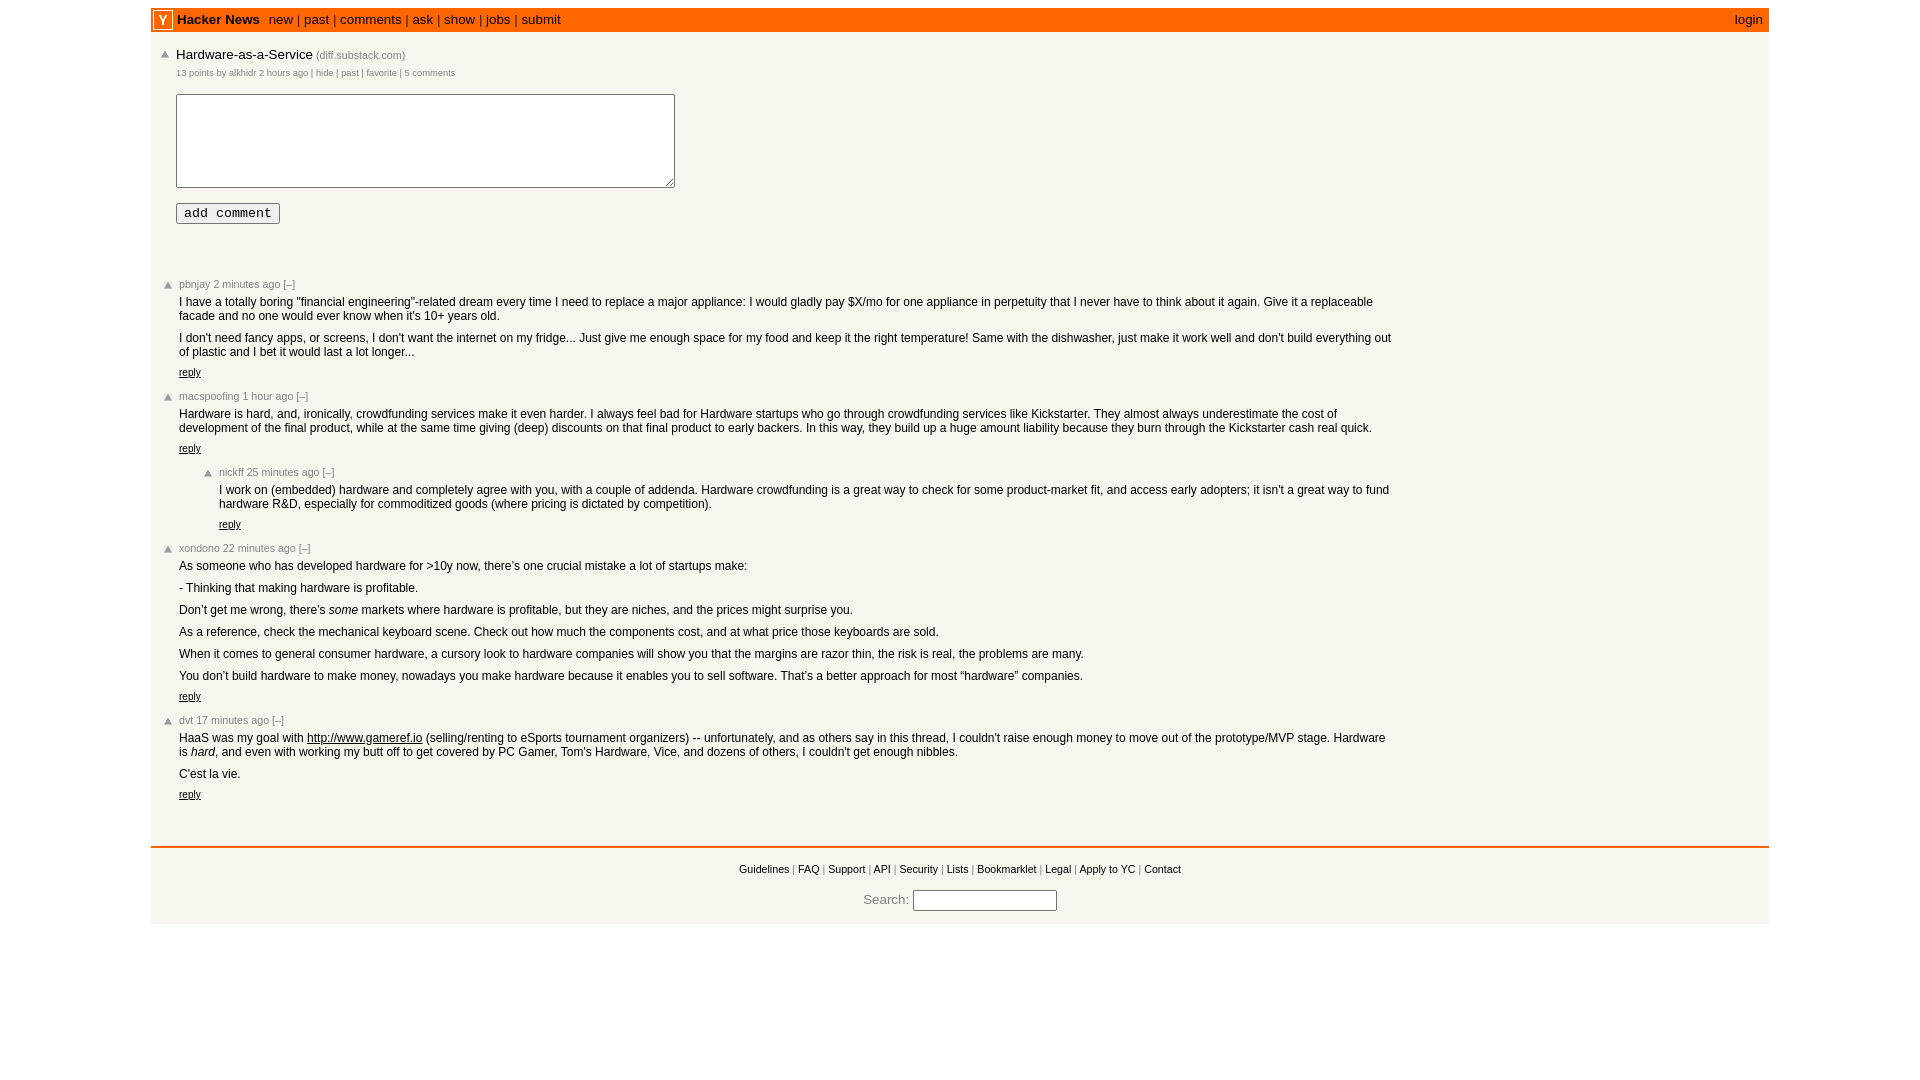 Y Hacker News new | past | comments | ask | show | jobs | submit login
Hardware-as-a-Service (diff.substack.com)
13 points by alkhidr 2 hours ago | hide | past | favorite | 5 comments
add comment
pbnjay 2 minutes ago [–]
I have a totally boring "financial engineering"-related dream every time I need to replace a major appliance: I would gladly pay $X/mo for one appliance in perpetuity that I never have to think about it again. Give it a replaceable
facade and no one would ever know when it's 10+ years old.
I don't need fancy apps, or screens, I don't want the internet on my fridge... Just give me enough space for my food and keep it the right temperature! Same with the dishwasher, just make it work well and don't build everything out
of plastic and I bet it would last a lot longer...
reply
macspoofing 1 hour ago [–]
Hardware is hard, and, ironically, crowdfunding services make it even harder. I always feel bad for Hardware startups who go through crowdfunding services like Kickstarter. They almost always underestimate the cost of
development of the final product, while at the same time giving (deep) discounts on that final product to early backers. In this way, they build up a huge amount liability because they burn through the Kickstarter cash real quick.
reply
nickff 25 minutes ago [–]
I work on (embedded) hardware and completely agree with you, with a couple of addenda. Hardware crowdfunding is a great way to check for some product-market fit, and access early adopters; it isn't a great way to fund
hardware R&D, especially for commoditized goods (where pricing is dictated by competition).
reply
xondono 22 minutes ago [–]
As someone who has developed hardware for >10y now, there’s one crucial mistake a lot of startups make:
- Thinking that making hardware is profitable.
Don’t get me wrong, there’s some markets where hardware is profitable, but they are niches, and the prices might surprise you.
As a reference, check the mechanical keyboard scene. Check out how much the components cost, and at what price those keyboards are sold.
When it comes to general consumer hardware, a cursory look to hardware companies will show you that the margins are razor thin, the risk is real, the problems are many.
You don’t build hardware to make money, nowadays you make hardware because it enables you to sell software. That’s a better approach for most “hardware” companies.
reply
dvt 17 minutes ago [–]
HaaS was my goal with http://www.gameref.io (selling/renting to eSports tournament organizers) -- unfortunately, and as others say in this thread, I couldn't raise enough money to move out of the prototype/MVP stage. Hardware
is hard, and even with working my butt off to get covered by PC Gamer, Tom's Hardware, Vice, and dozens of others, I couldn't get enough nibbles.
C'est la vie.
reply
Guidelines | FAQ | Support | API | Security | Lists | Bookmarklet | Legal | Apply to YC | Contact
Search: